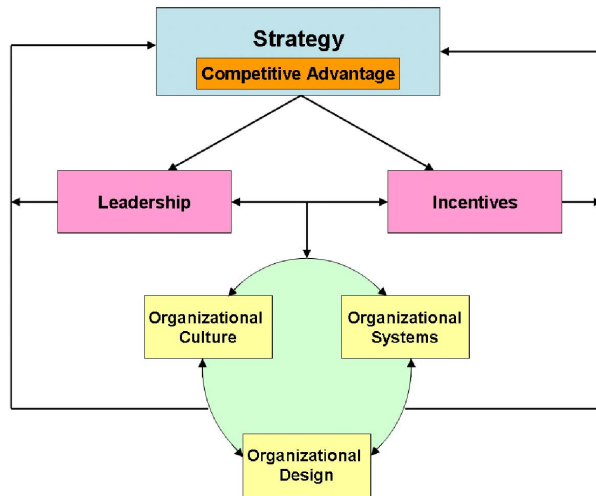 Strategy
Competitive Advantage
Leadership
Incentives
Organizational
Culture
Organizational
Systems
Organizational
Design